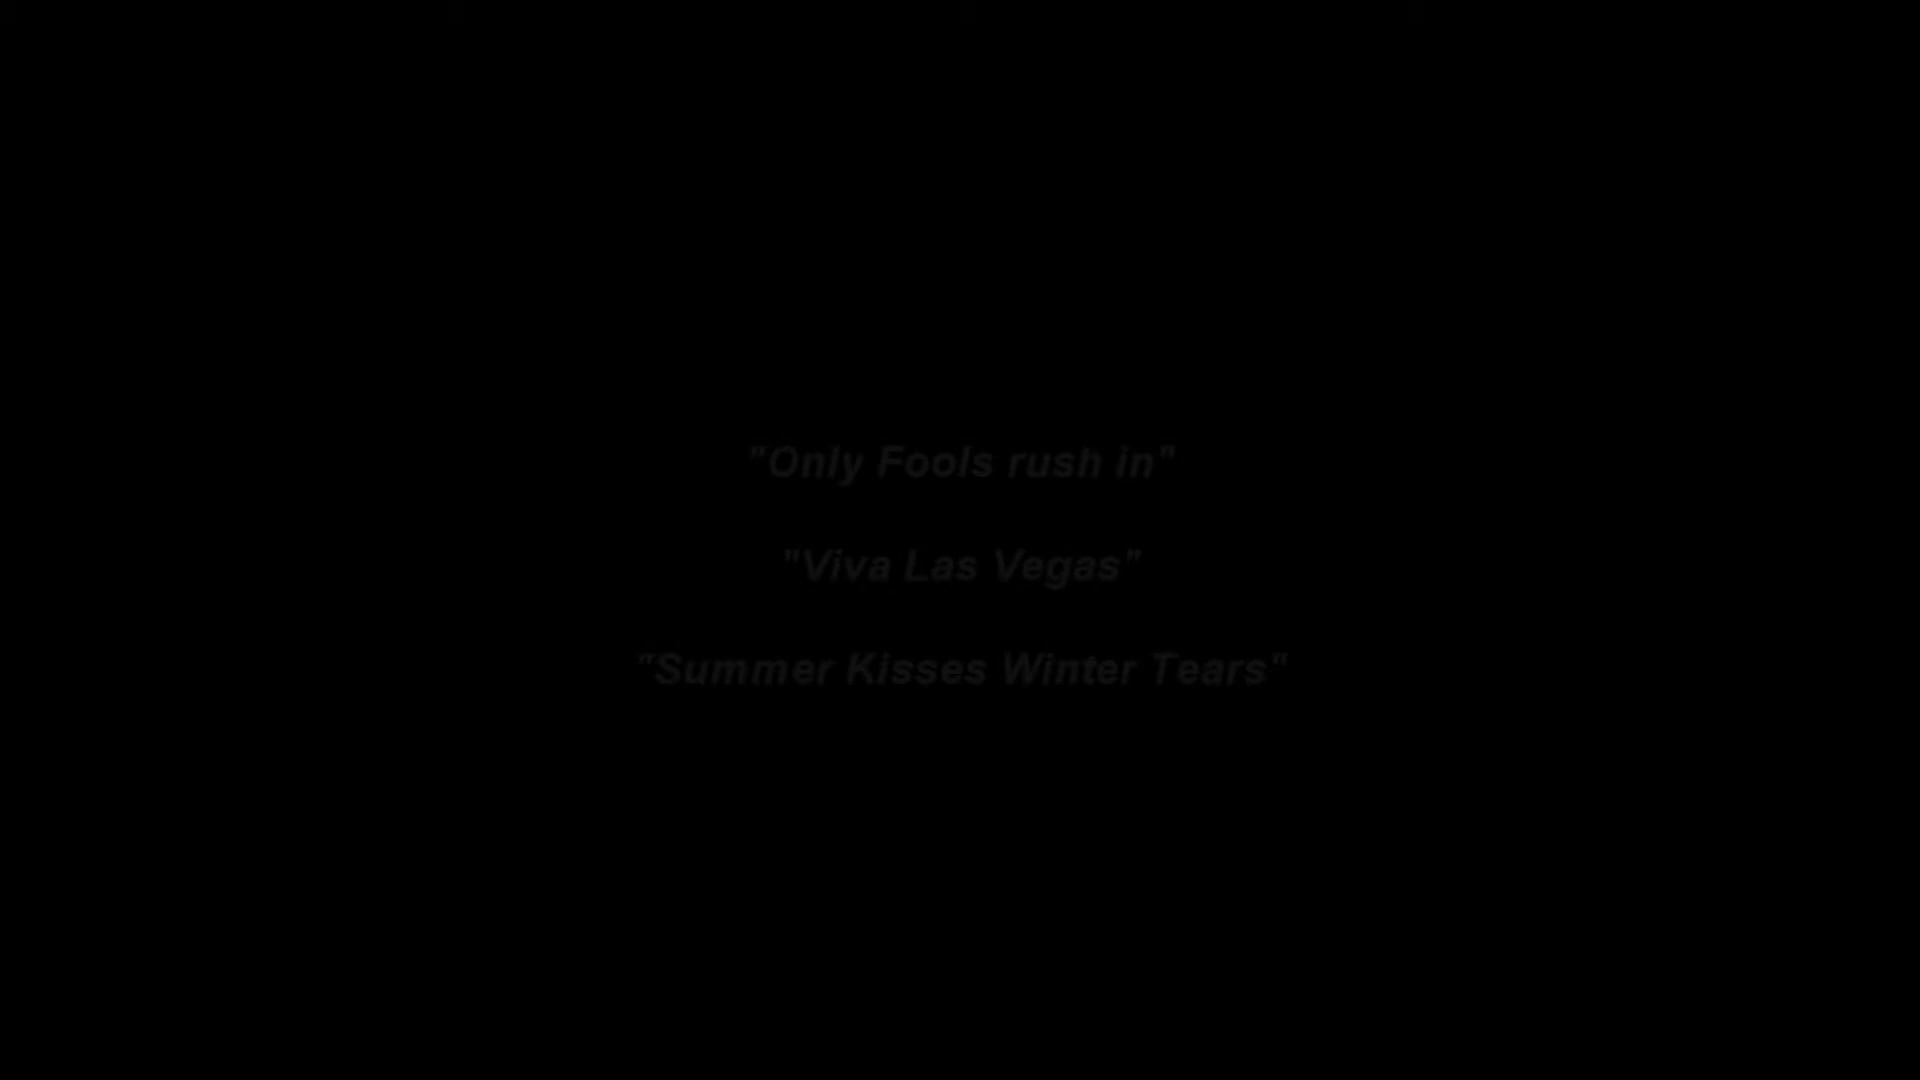 "Only Fools rush in"
"Viva Las Vegas"
"Summer Kisses Winter Tears"